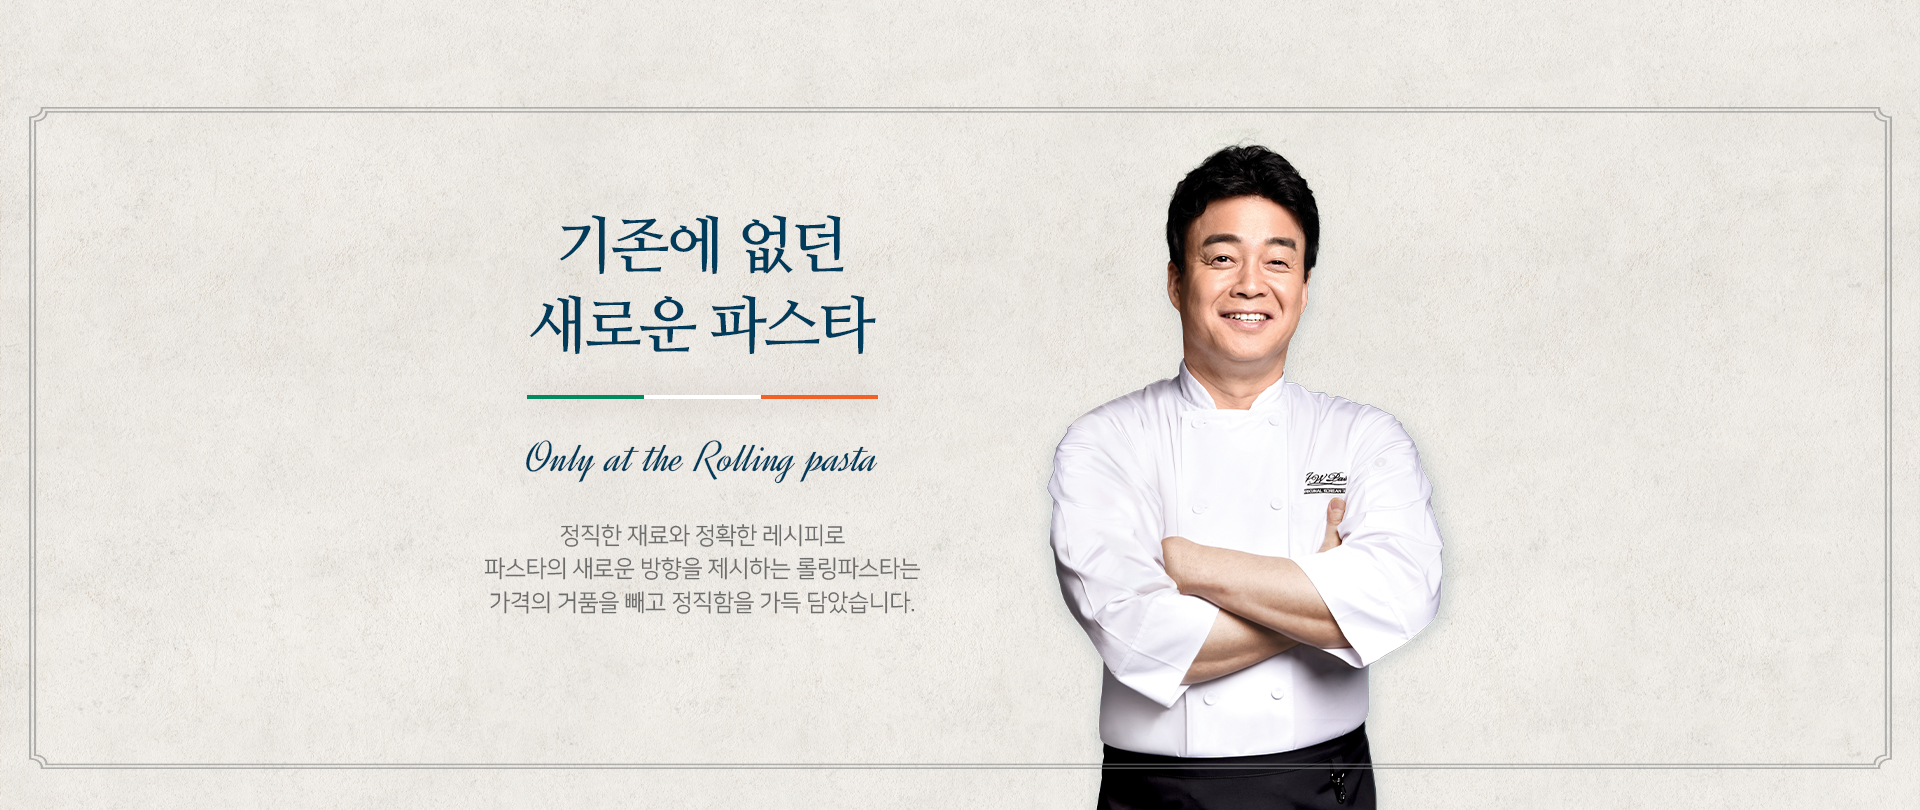 기존에 없던
새로운 파스타
Only at the Rolling pasta
정직한 재료와 정확한 레시피로
파스타의 새로운 방향을 제시하는 롤링파스타는
가격의 거품을 빼고 정직함을 가득 담았습니다.